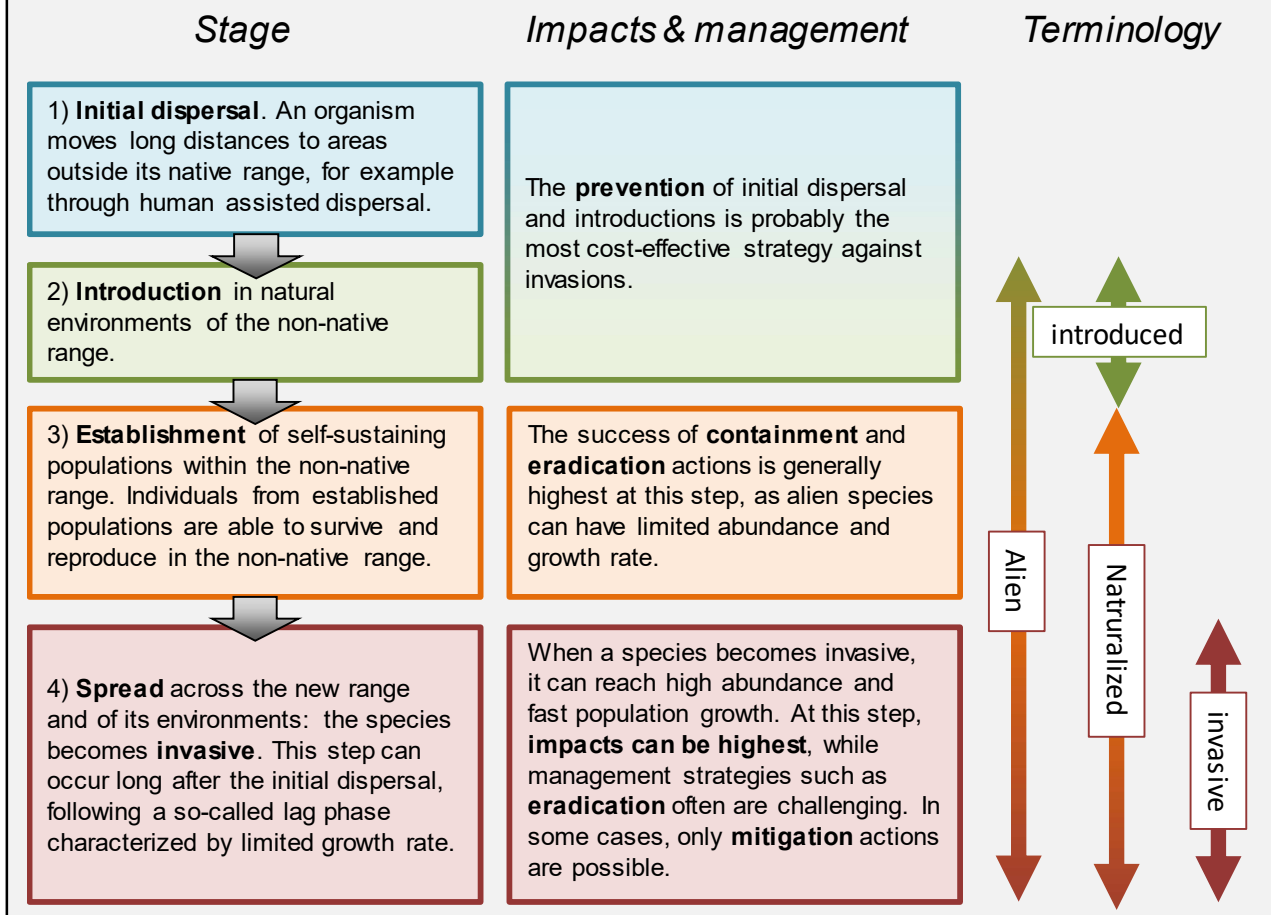 Stage
Impacts & management
Terminology
1) Initial dispersal. An organism
moves long distances to areas
outside its native range, for example
through human assisted dispersal.
The prevention of initial dispersal
and introductions is probably the
most cost-effective strategy against
invasions.
2) Introduction in natural
environments of the non-native
range.
introduced
3) Establishment of self-sustaining
populations within the non-native
range. Individuals from established
populations are able to survive and
reproduce in the non-native range.
The success of containment and
eradication actions is generally
highest at this step, as alien species
can have limited abundance and
growth rate.
Alien
Natruralized
4) Spread across the new range
and of its environments: the species
becomes invasive. This step can
occur long after the initial dispersal,
following a so-called lag phase
characterized by limited growth rate.
When a species becomes invasive,
it can reach high abundance and
fast population growth. At this step,
impacts can be highest, while
management strategies such as
eradication often are challenging. In
some cases, only mitigation actions
are possible.
invasive